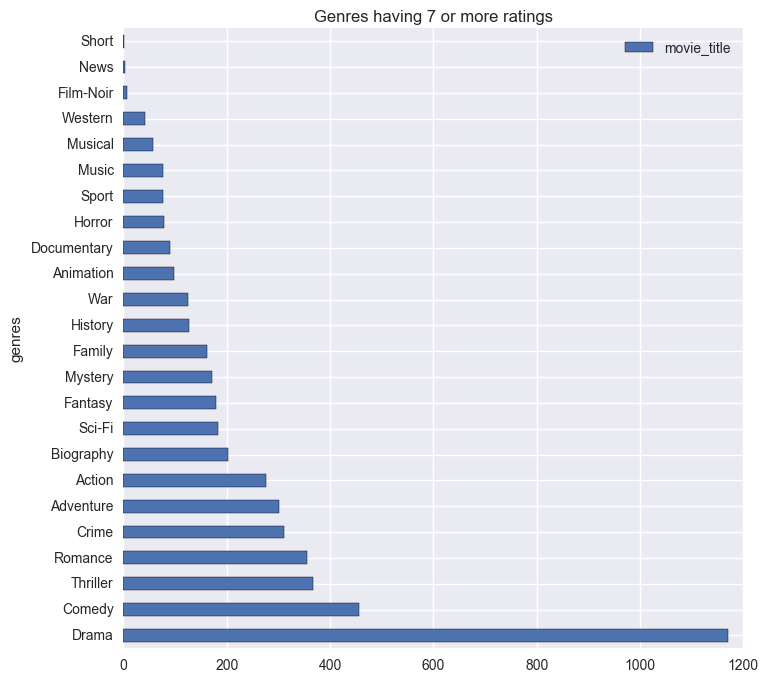 Genres having 7 or more ratings
movie_title
genres
Short
News
Film-Noir
Western
Musical
Music
Sport
Horror
Documentary
Animation
War
History
Family
Mystery
Fantasy
Sci-Fi
Biography
Action
Adventure
Crime
Romance
Thriller
Comedy
Drama
0 200 400 600 800 1000 1200